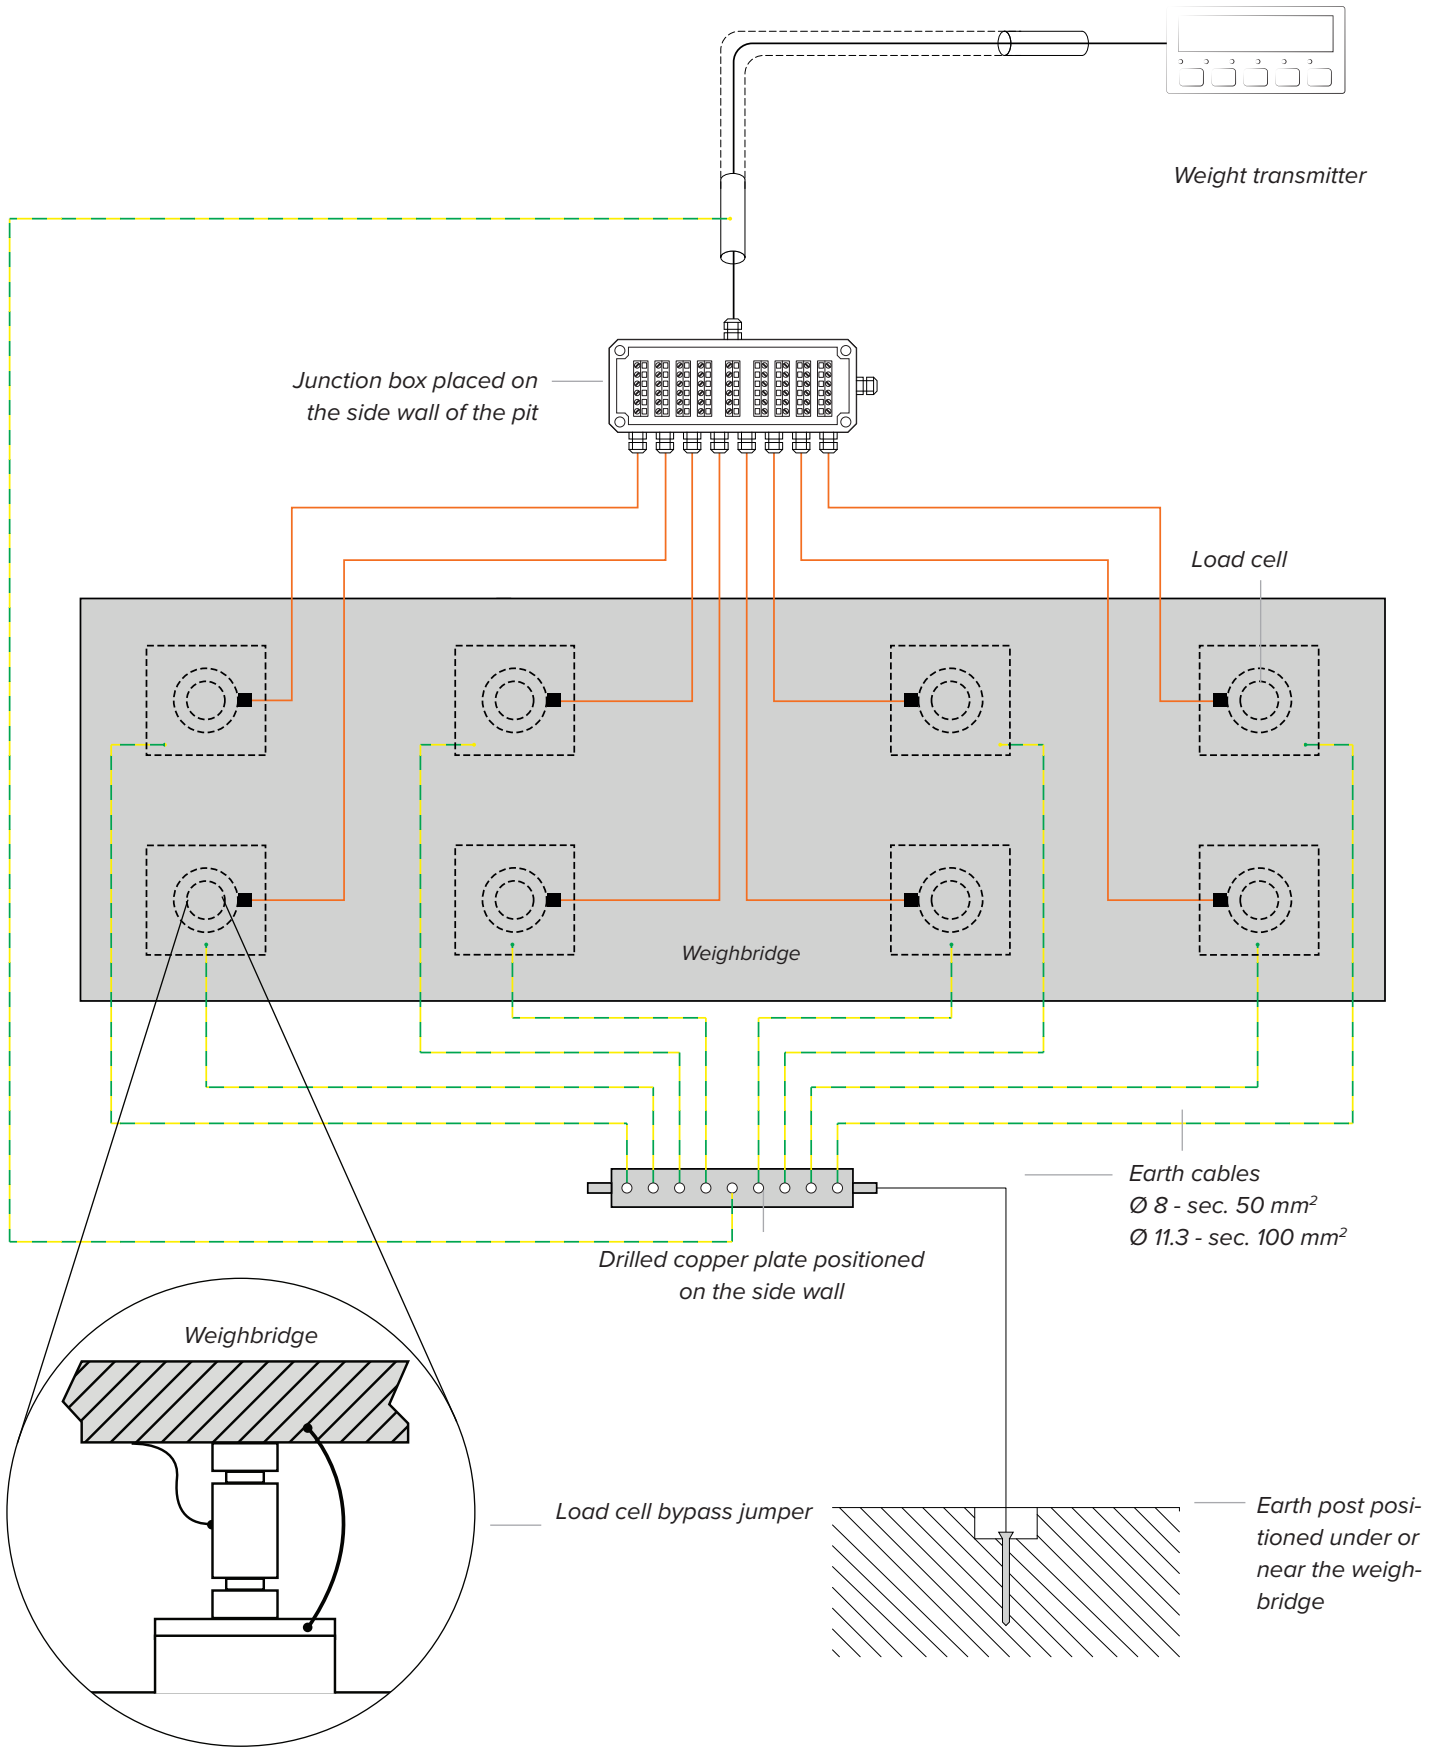 Weight transmitter
Junction box placed on
the side wall of the pit
Load cell
Weighbridge
Earth cables
Ø 8 - sec. 50 mm²
Ø 11.3 - sec. 100 mm²
Drilled copper plate positioned
on the side wall
Weighbridge
Load cell bypass jumper
Earth post posi-
tioned under or
near the weigh-
bridge